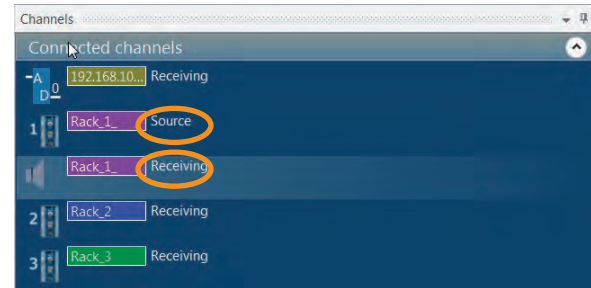 Channels
Connected channels
-A D 0 192.168.10... Receiving
1 Rack_1_ Source
Rack_1_ Receiving
2 Rack_2 Receiving
3 Rack_3 Receiving